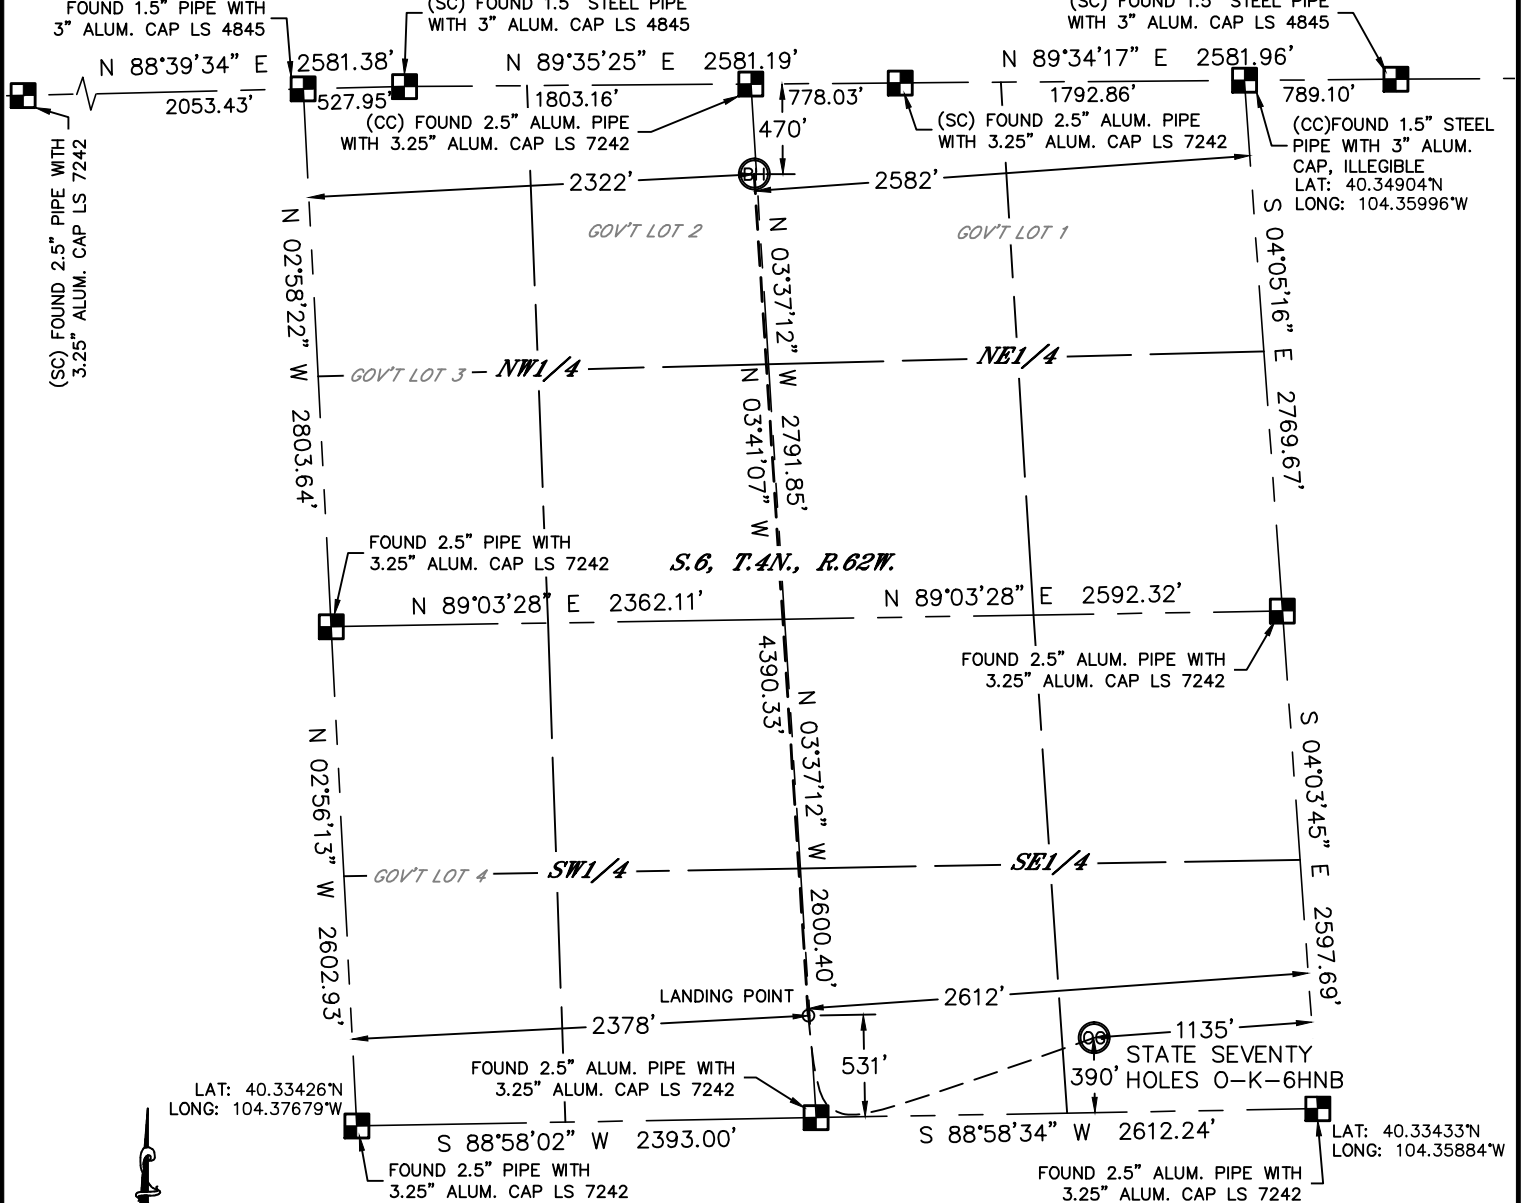 FOUND 1.5" PIPE WITH
3" ALUM. CAP LS 4845
(SC) FOUND 1.5" STEEL PIPE
WITH 3" ALUM. CAP LS 4845
(SC) FOUND 1.5" STEEL PIPE
WITH 3" ALUM. CAP LS 4845
N 88°39'34" E 2581.38'
N 89°35'25" E 2581.19'
N 89°34'17" E 2581.96'
2053.43'
527.95'
1803.16'
778.03'
1792.86'
789.10'
(CC) FOUND 2.5" ALUM. PIPE
WITH 3.25" ALUM. CAP LS 7242
470'
(SC) FOUND 2.5" ALUM. PIPE
WITH 3.25" ALUM. CAP LS 7242
(CC)FOUND 1.5" STEEL
PIPE WITH 3" ALUM.
CAP, ILLEGIBLE
LAT: 40.34904°N
LONG: 104.35996°W
(SC) FOUND 2.5" PIPE WITH
3.25" ALUM. CAP LS 7242
BH
2322'
2582'
GOV'T LOT 2
GOV'T LOT 1
N 02°58'22" W 2803.64'
N 03°37'12" W 2791.85'
S 04°05'16" E 2769.67'
GOV'T LOT 3
NW1/4
NE1/4
N 03°41'07" W 4390.33'
FOUND 2.5" PIPE WITH
3.25" ALUM. CAP LS 7242
S.6, T.4N., R.62W.
N 89°03'28" E 2362.11'
N 89°03'28" E 2592.32'
FOUND 2.5" ALUM. PIPE WITH
3.25" ALUM. CAP LS 7242
N 02°56'13" W 2602.93'
N 03°37'12" W 2600.40'
S 04°03'45" E 2597.69'
GOV'T LOT 4
SW1/4
SE1/4
LANDING POINT
2378'
2612'
531'
1135'
390'
STATE SEVENTY
HOLES O-K-6HNB
FOUND 2.5" ALUM. PIPE WITH
3.25" ALUM. CAP LS 7242
LAT: 40.33426°N
LONG: 104.37679°W
S 88°58'02" W 2393.00'
S 88°58'34" W 2612.24'
LAT: 40.33433°N
LONG: 104.35884°W
FOUND 2.5" PIPE WITH
3.25" ALUM. CAP LS 7242
FOUND 2.5" ALUM. PIPE WITH
3.25" ALUM. CAP LS 7242